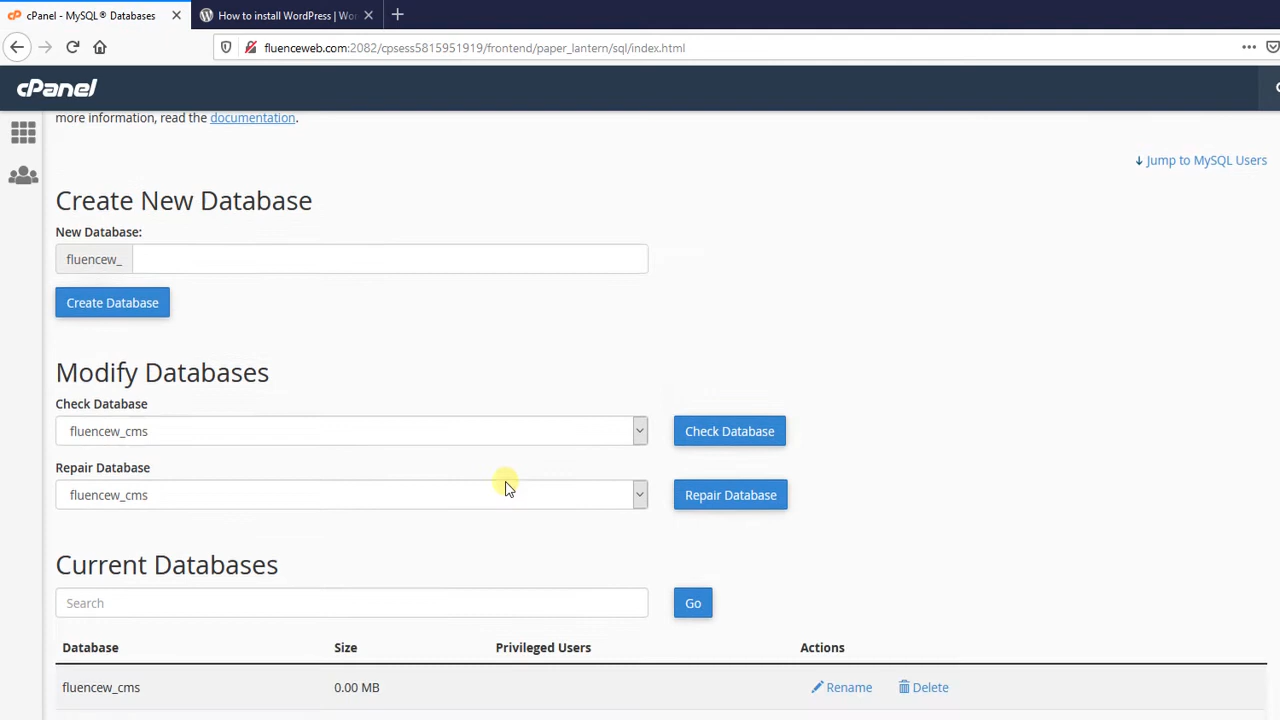 cPanel - MySQL® Databases
How to install WordPress | Wo
fluenceweb.com:2082/cpsess5815951919/frontend/paper_lantern/sql/index.html
cPanel
more information, read the documentation.
Jump to MySQL Users
Create New Database
New Database:
fluencew_
Create Database
Modify Databases
Check Database
fluencew_cms
Check Database
Repair Database
fluencew_cms
Repair Database
Current Databases
Search
Go
Database Size Privileged Users Actions
fluencew_cms 0.00 MB Rename Delete